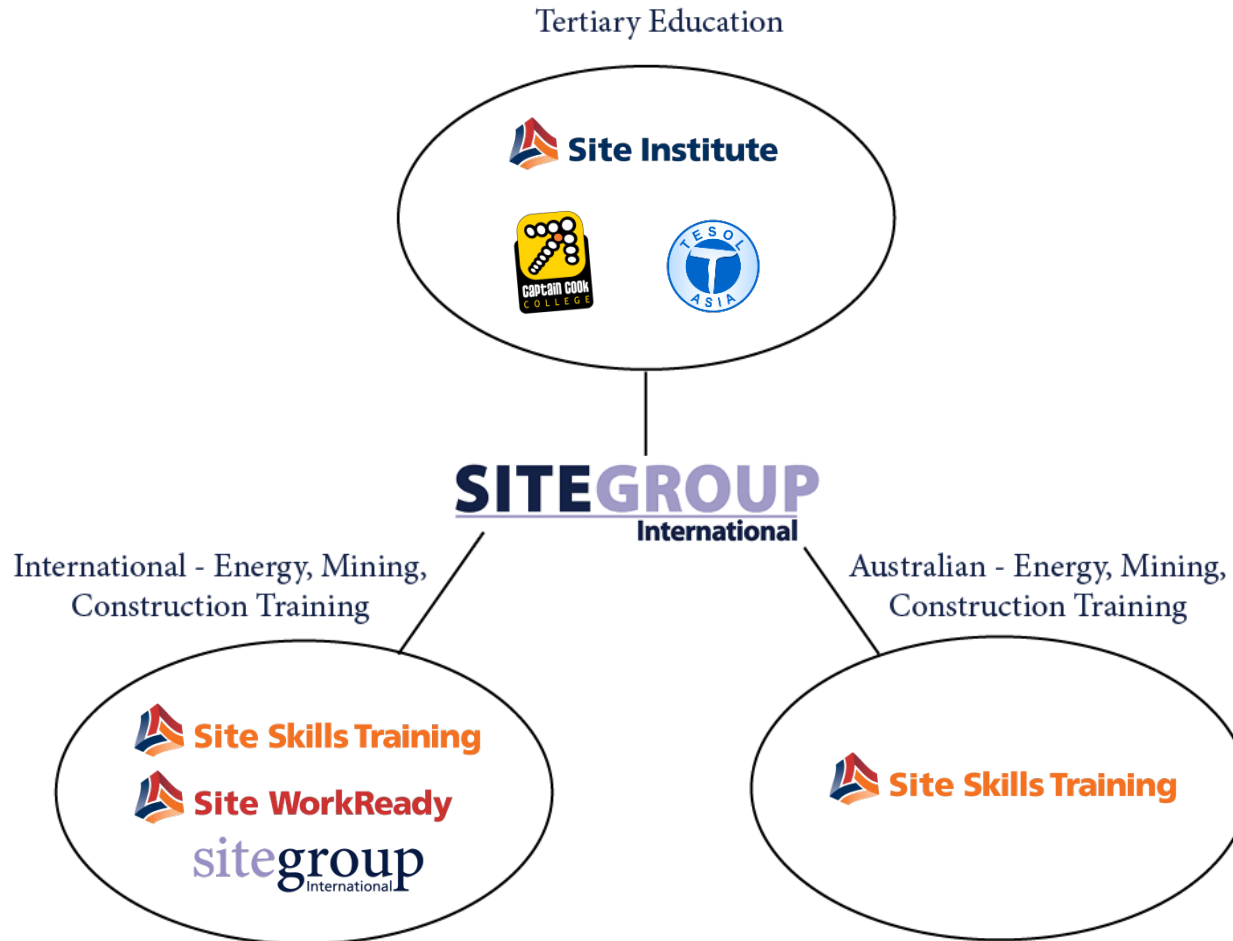 Tertiary Education
Site Institute
CAPTAIN COOK
COLLEGE
TESOL
ASIA
SITEGROUP
International
International - Energy, Mining,
Construction Training
Australian - Energy, Mining,
Construction Training
Site Skills Training
Site WorkReady
sitegroup
International
Site Skills Training